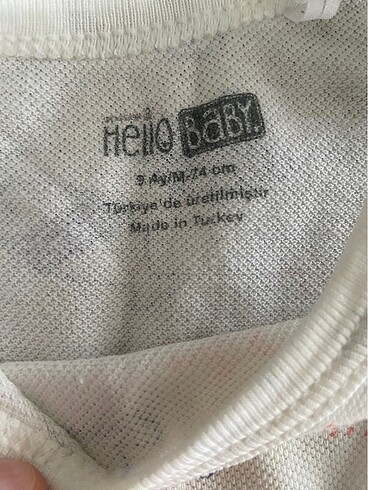 Hello BaBY.
9 Ay/M-74 cm
Türkiye'de üretilmiştir
Made in Turkey